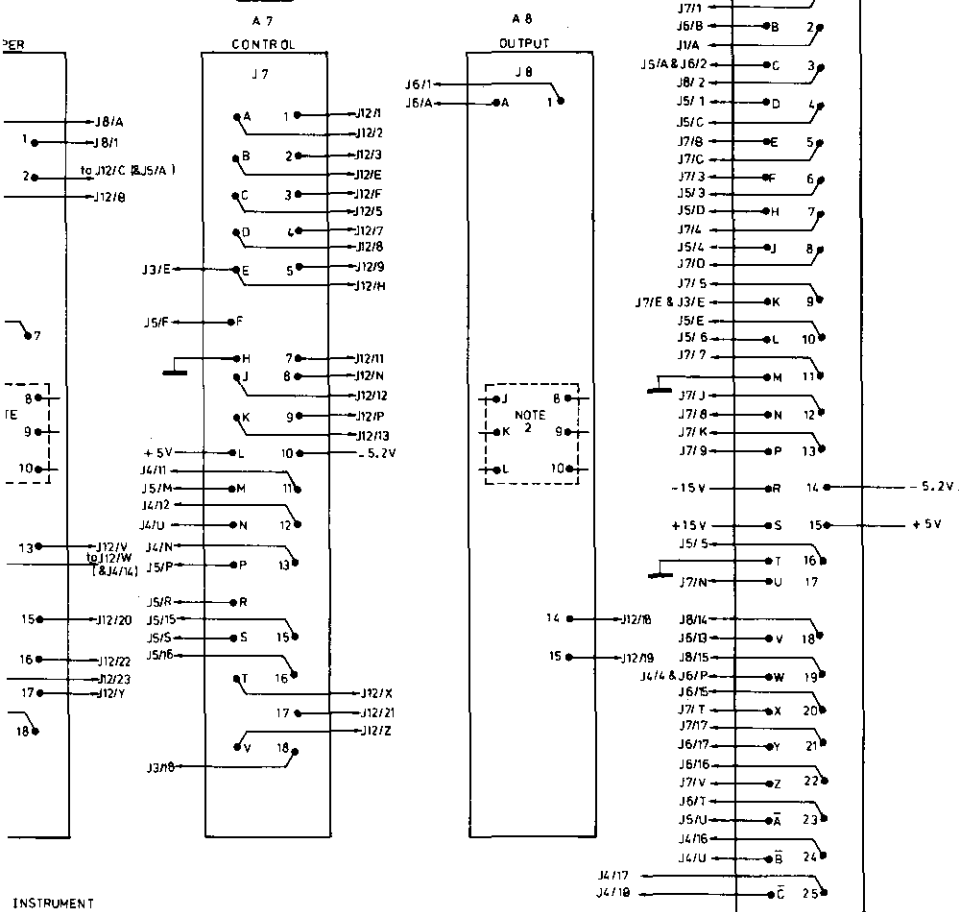 PER
J8/A
1 J8/1
2 to J12/C (&J5/A)
J12/B
7
8
TE
9
10
13 J12/V
to J12/W
(&J4/14)
15 J12/20
16 J12/22
J12/23
17 J12/Y
18
INSTRUMENT
A7
CONTROL
J7
A 1 J12/1
J12/2
B 2 J12/3
J12/E
C 3 J12/F
J12/5
D 4 J12/7
J12/8
J3/E E 5 J12/9
J12/H
J5/F F
H 7 J12/11
J 8 J12/N
J12/12
K 9 J12/P
J12/13
+5V L 10 -5.2V
J4/11
J5/M M 11
J4/12
J4/U N 12
J4/N
J5/P P 13
J5/R R
J5/15
J5/S S 15
J5/16
T 16
J12/X
17 J12/21
J12/Z
V 18
J3/18
A8
OUTPUT
J8
J6/1
J6/A A 1
J 8
NOTE
K 2 9
L 10
14 J12/18
15 J12/19
J7/1
J6/B B 2
J1/A
J5/A & J6/2 C 3
J8/2
J5/1 D 4
J5/C
J7/B E 5
J7/C
J7/3 F 6
J5/3
J5/D H 7
J7/4
J5/4 J 8
J7/D
J7/5
J7/E & J3/E K 9
J5/E
J5/6 L 10
J7/7
M 11
J7/J
J7/8 N 12
J7/K
J7/9 P 13
-15V R 14 -5.2V
+15V S 15 +5V
J5/5
T 16
J7/N U 17
J8/14
J6/13 V 18
J8/15
J4/4 & J6/P W 19
J6/15
J7/T X 20
J7/17
J6/17 Y 21
J6/16
J7/V Z 22
J6/T
J5/U A̅ 23
J4/16
J4/U B̅ 24
J4/17
J4/18 C̅ 25